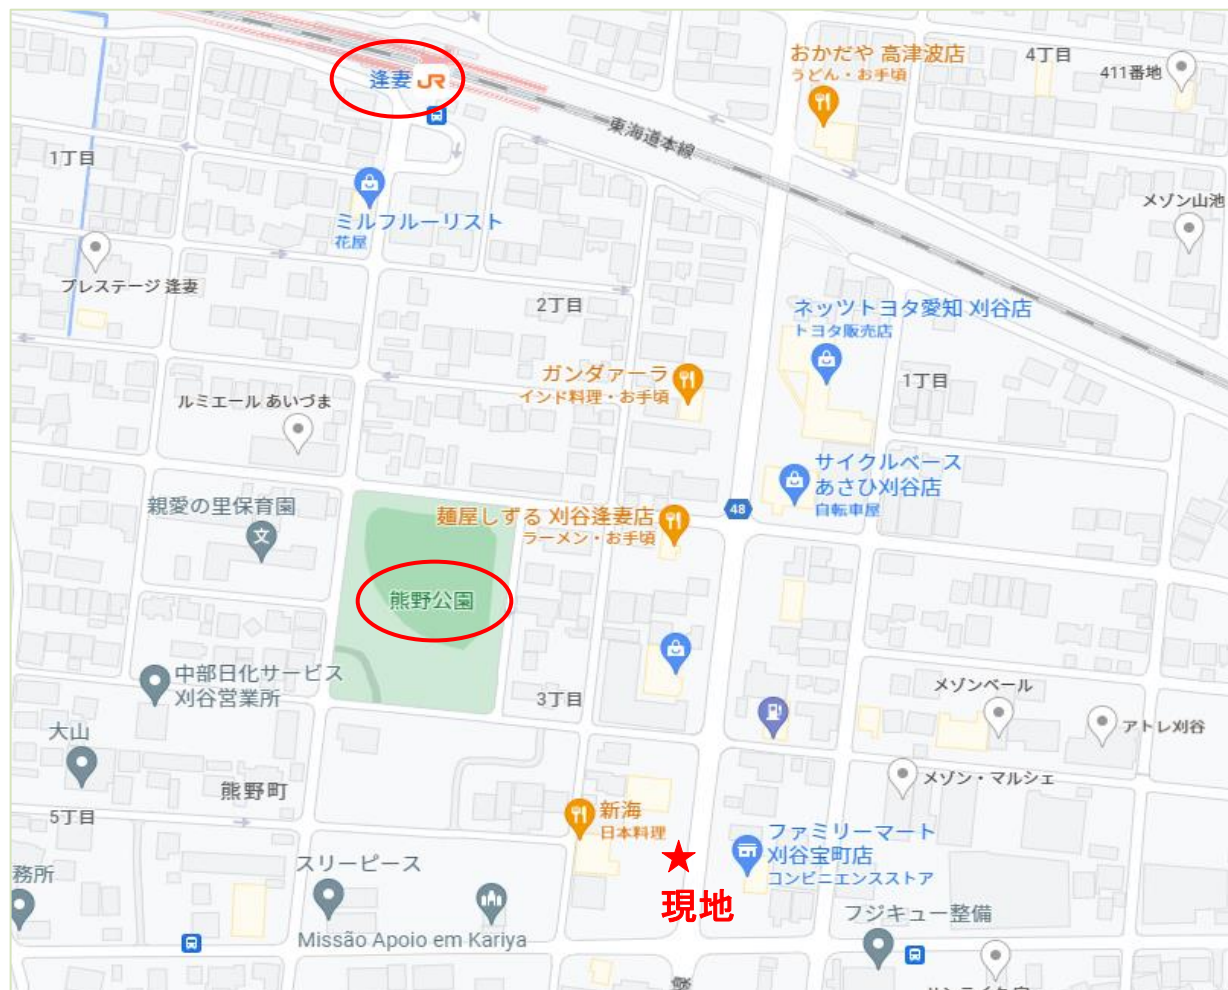 おかだや 高津波店
うどん・お手頃
4丁目
411番地
逢妻 JR
東海道本線
1丁目
メゾン山池
ミルフルーリスト
花屋
プレステージ 逢妻
2丁目
ネッツトヨタ愛知 刈谷店
トヨタ販売店
ガンダァーラ
インド料理・お手頃
1丁目
ルミエール あいづま
サイクルベース
あさひ刈谷店
自転車屋
親愛の里保育園
文
麺屋しずる 刈谷逢妻店
ラーメン・お手頃
48
熊野公園
中部日化サービス
刈谷営業所
3丁目
メゾンベール
アトレ刈谷
大山
熊野町
メゾン・マルシェ
5丁目
新海
日本料理
ファミリーマート
刈谷宝町店
コンビニエンスストア
務所
スリーピース
現地
フジキュー整備
Missão Apoio em Kariya